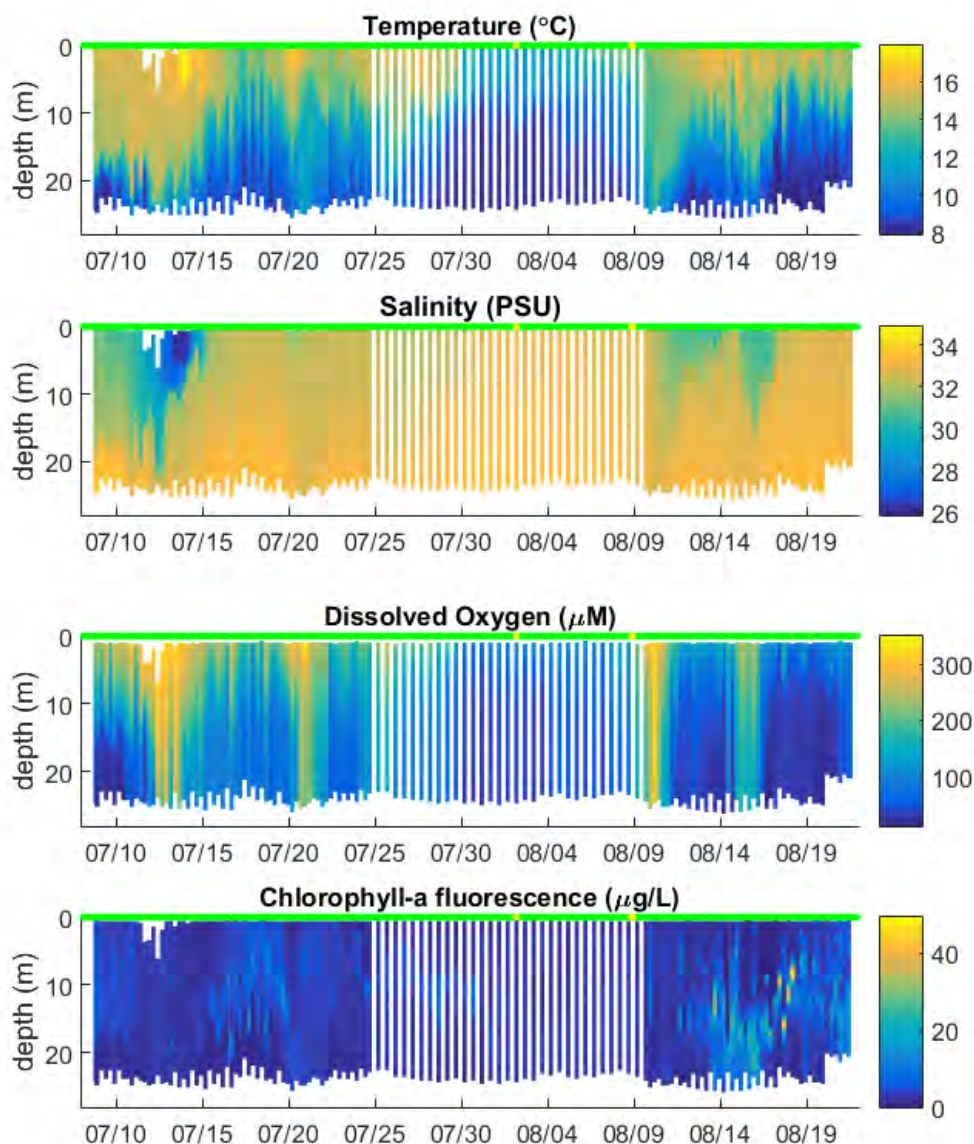 Temperature (°C)
depth (m)
0
10
20
07/10 07/15 07/20 07/25 07/30 08/04 08/09 08/14 08/19
16
14
12
10
8
Salinity (PSU)
depth (m)
0
10
20
07/10 07/15 07/20 07/25 07/30 08/04 08/09 08/14 08/19
34
32
30
28
26
Dissolved Oxygen (μM)
depth (m)
0
10
20
07/10 07/15 07/20 07/25 07/30 08/04 08/09 08/14 08/19
300
200
100
Chlorophyll-a fluorescence (μg/L)
depth (m)
0
10
20
07/10 07/15 07/20 07/25 07/30 08/04 08/09 08/14 08/19
40
20
0